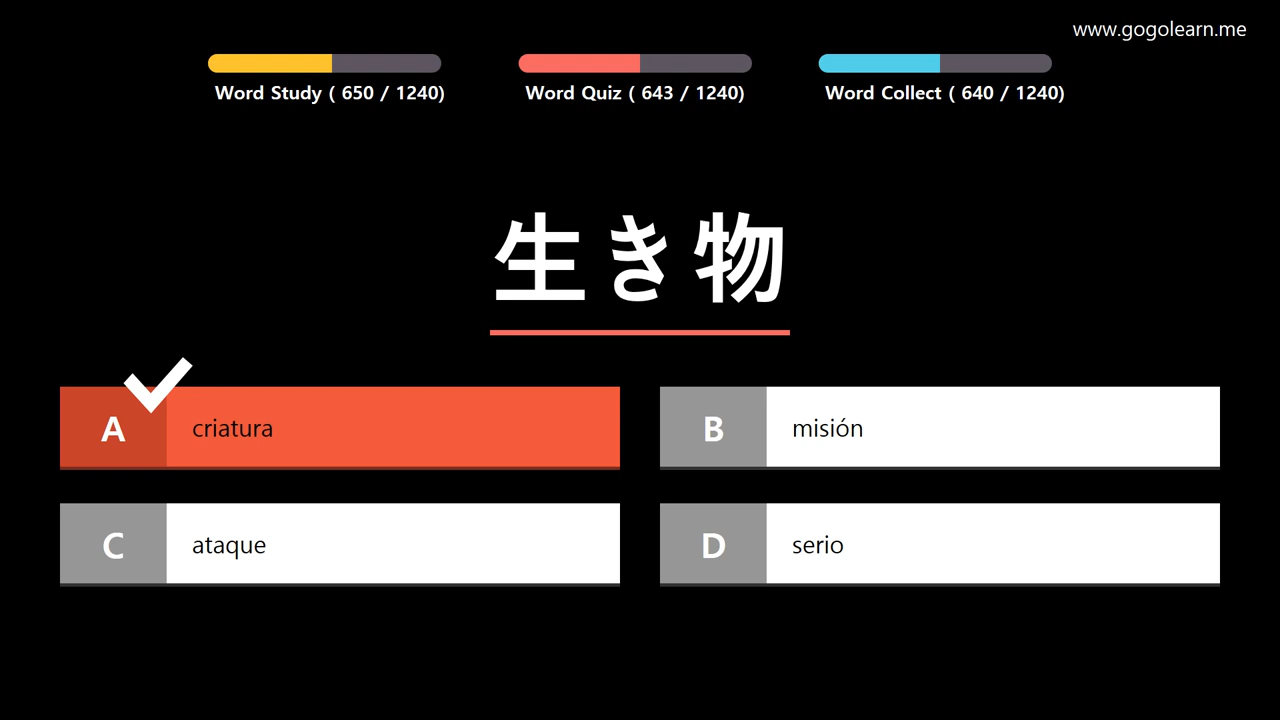 www.gogolearn.me
Word Study ( 650 / 1240)
Word Quiz ( 643 / 1240)
Word Collect ( 640 / 1240)
生き物
A criatura
B misión
C ataque
D serio